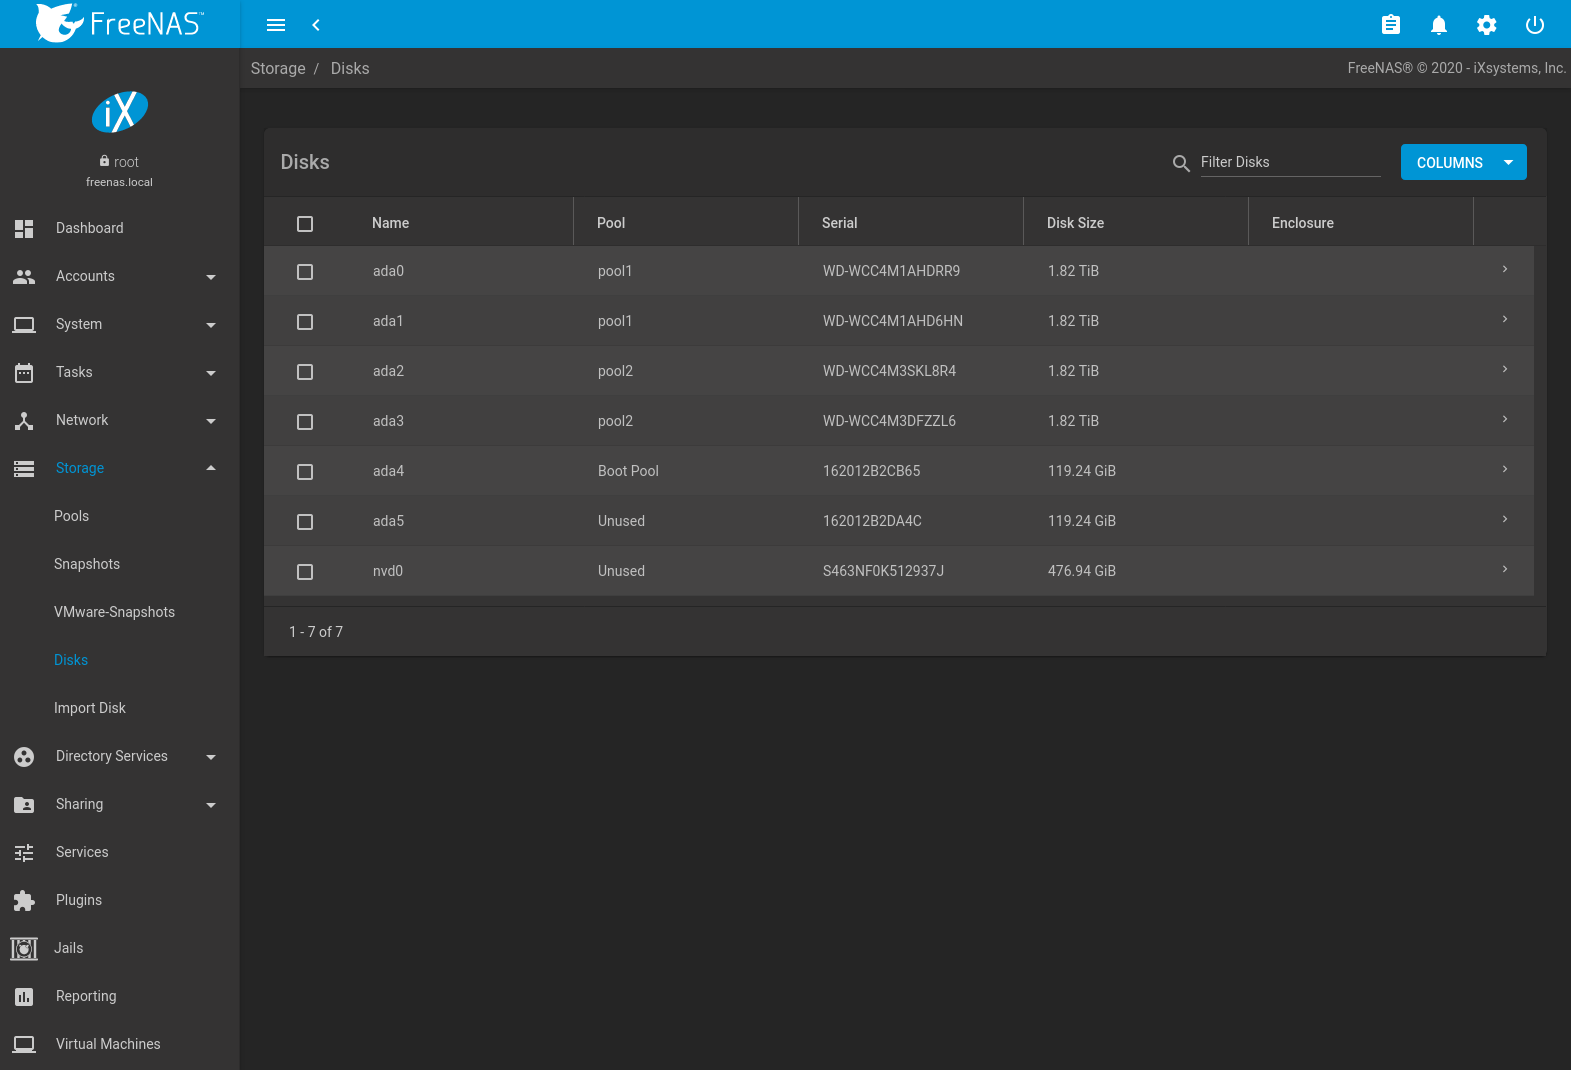 FreeNAS™
Storage / Disks
FreeNAS® © 2020 - iXsystems, Inc.
iX
root
freenas.local
Dashboard
Accounts
System
Tasks
Network
Storage
Pools
Snapshots
VMware-Snapshots
Disks
Import Disk
Directory Services
Sharing
Services
Plugins
Jails
Reporting
Virtual Machines
Disks
Filter Disks
COLUMNS
Name Pool Serial Disk Size Enclosure
ada0 pool1 WD-WCC4M1AHDRR9 1.82 TiB
ada1 pool1 WD-WCC4M1AHD6HN 1.82 TiB
ada2 pool2 WD-WCC4M3SKL8R4 1.82 TiB
ada3 pool2 WD-WCC4M3DFZZL6 1.82 TiB
ada4 Boot Pool 162012B2CB65 119.24 GiB
ada5 Unused 162012B2DA4C 119.24 GiB
nvd0 Unused S463NF0K512937J 476.94 GiB
1 - 7 of 7